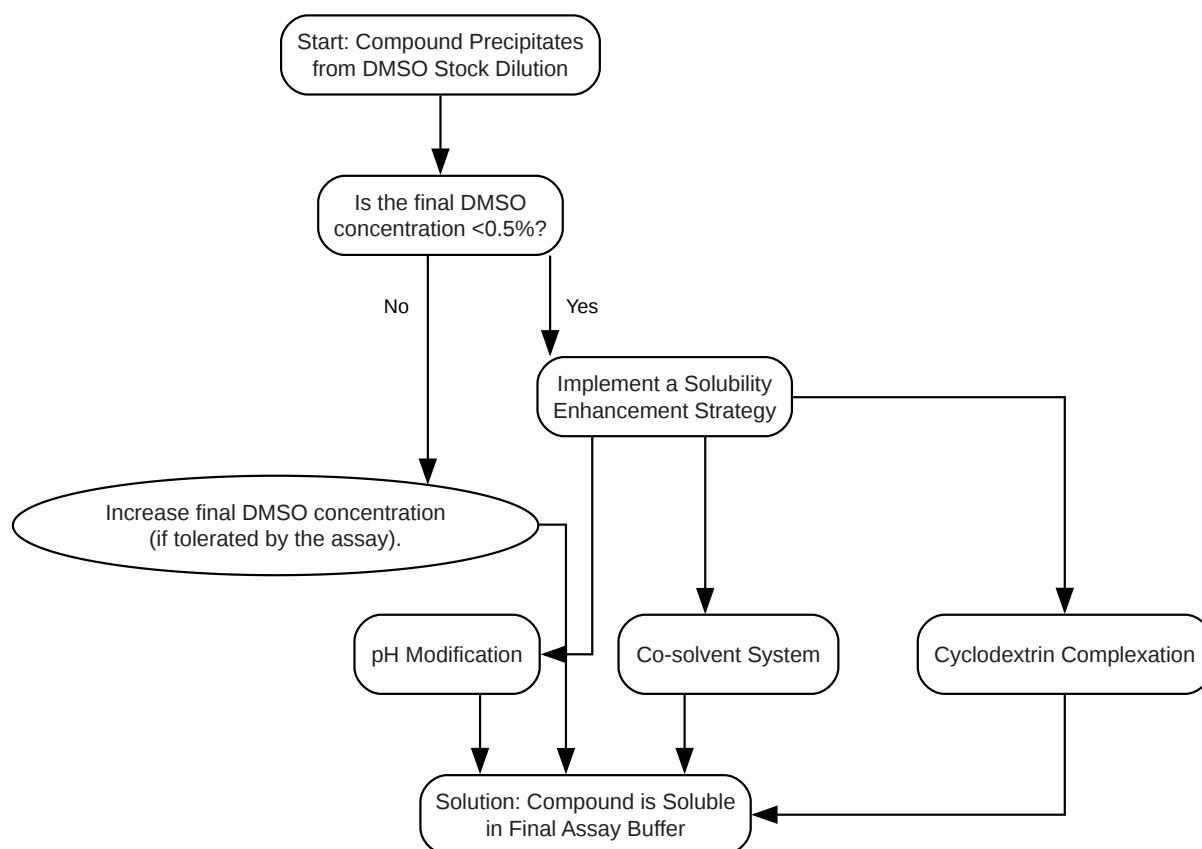 Start: Compound Precipitates
from DMSO Stock Dilution
Is the final DMSO
concentration <0.5%?
No
Yes
Implement a Solubility
Enhancement Strategy
Increase final DMSO concentration
(if tolerated by the assay).
pH Modification
Co-solvent System
Cyclodextrin Complexation
Solution: Compound is Soluble
in Final Assay Buffer